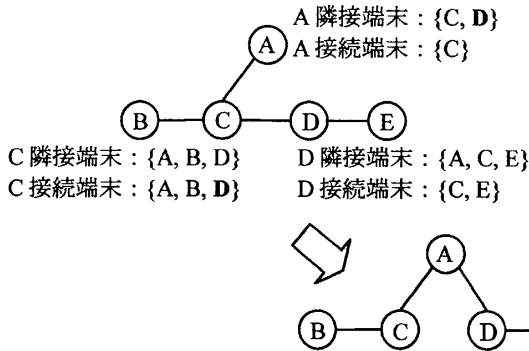 A 隣接端末：{C, D}
A
A 接続端末：{C}
B
C
D
E
C 隣接端末：{A, B, D}
D 隣接端末：{A, C, E}
C 接続端末：{A, B, D}
D 接続端末：{C, E}
A
B
C
D